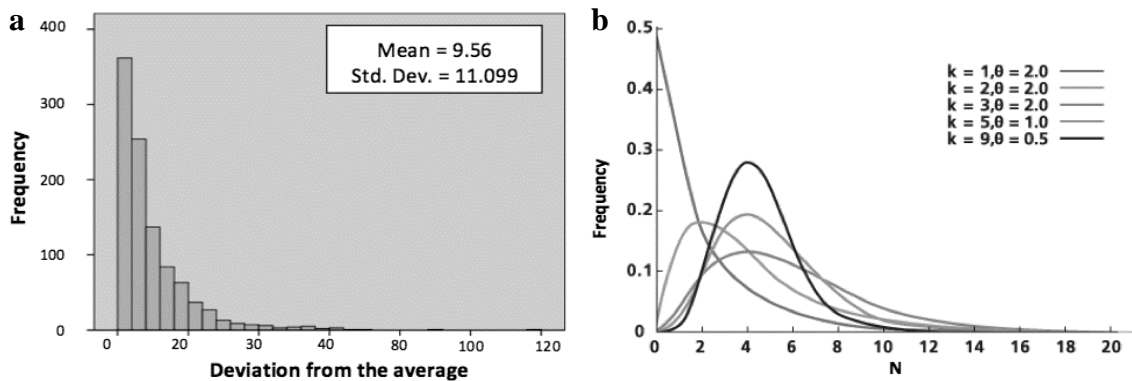 a
400
300
200
100
0
Frequency
Mean = 9.56
Std. Dev. = 11.099
0 20 30 40 80 100 120
Deviation from the average
b
0.5
0.4
0.3
0.2
0.1
0
Frequency
k = 1,θ = 2.0
k = 2,θ = 2.0
k = 3,θ = 2.0
k = 5,θ = 1.0
k = 9,θ = 0.5
0 2 4 6 8 10 12 14 16 18 20
N